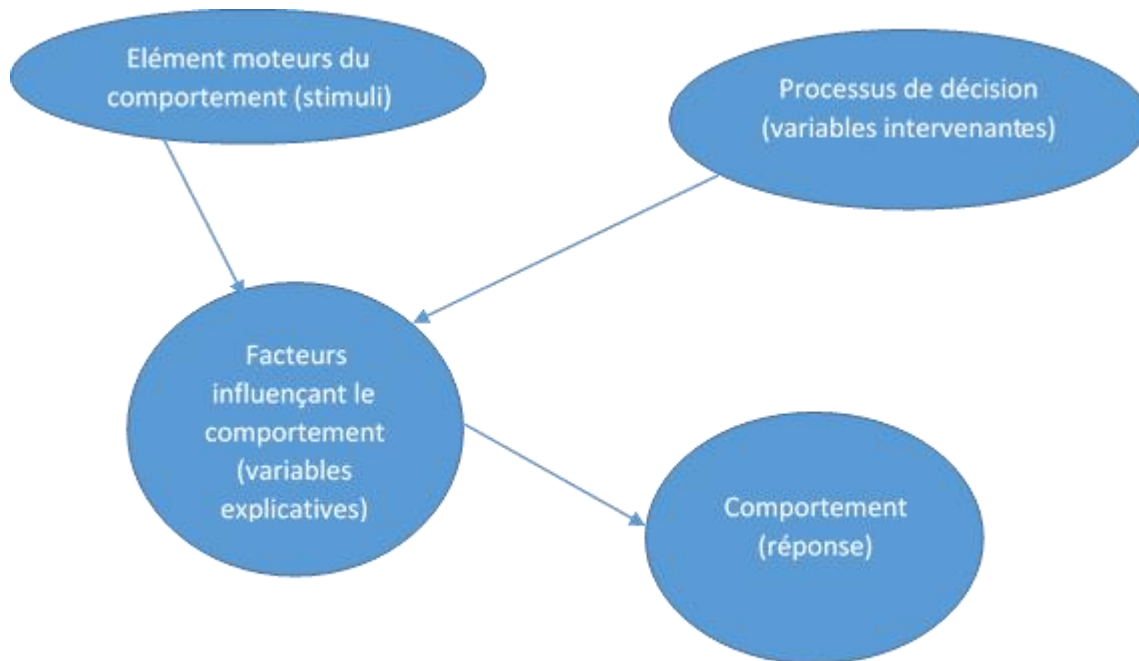 Elément moteurs du
comportement (stimuli)
Processus de décision
(variables intervenantes)
Facteurs
influençant le
comportement
(variables
explicatives)
Comportement
(réponse)